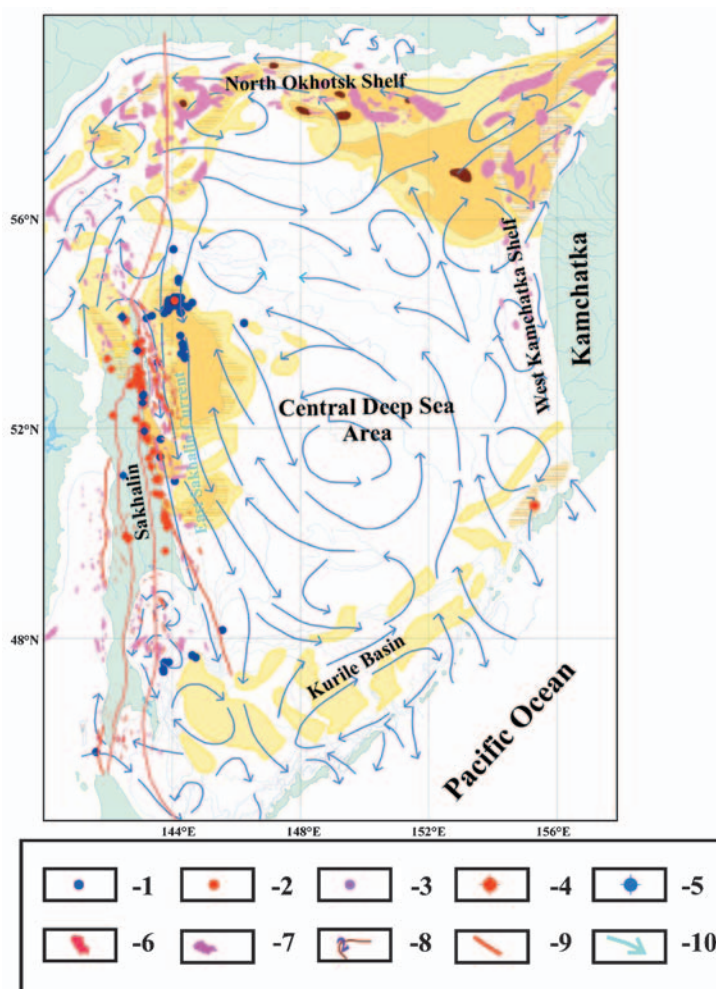 North Okhotsk Shelf
56°N
West Kamchatka Shelf
Kamchatka
Central Deep Sea
Area
52°N
East Sakhalin Current
Sakhalin
48°N
Kurile Basin
Pacific Ocean
144°E 148°E 152°E 156°E
-1 -2 -3 -4 -5
-6 -7 -8 -9 -10